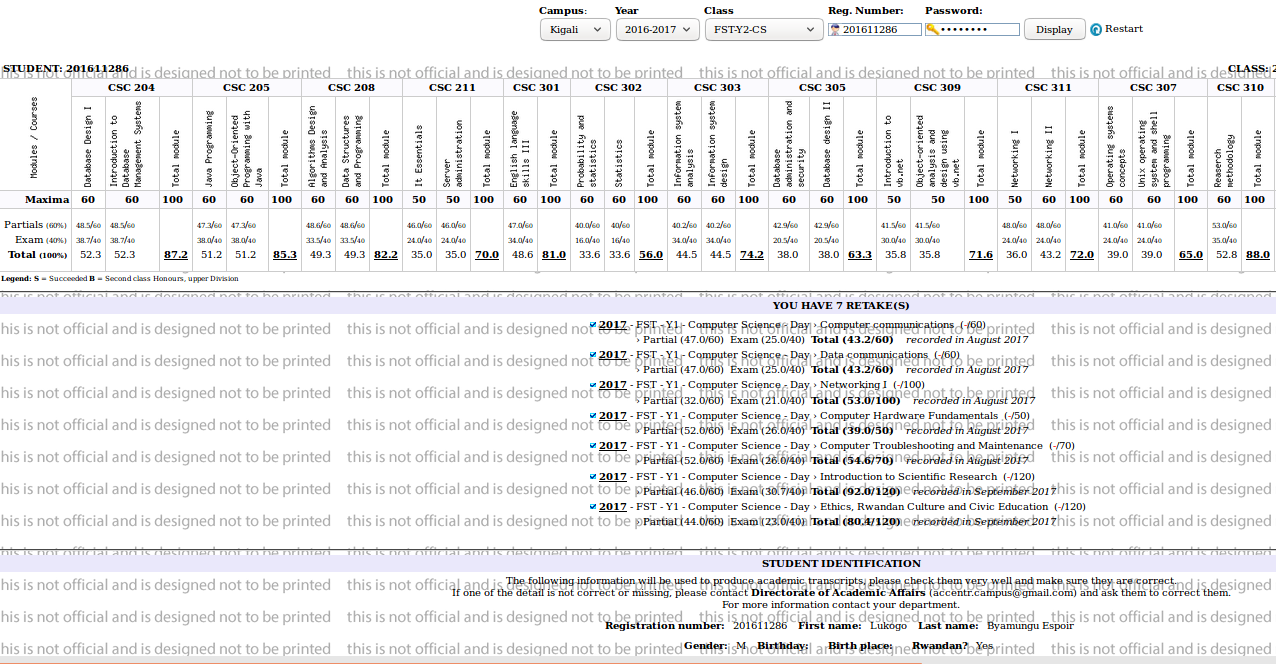 Campus: Year Class Reg. Number: Password:
Kigali 2016-2017 FST-Y2-CS 201611286 •••••••• Display Restart
STUDENT: 201611286 CLASS: 2
this is not official and is designed not to be printed this is not official and is designed not to be printed this is not official and is designed not to be printed this is not official and is designed
CSC 204 CSC 205 CSC 208 CSC 211 CSC 301 CSC 302 CSC 303 CSC 305 CSC 309 CSC 311 CSC 307 CSC 310
Modules / Courses
Database Design I
Introduction to Database Management Systems
Total module
Java Programming
Object-Oriented Programming with Java
Total module
Algorithms Design and Analysis
Data Structures and Programming
Total module
It Essentials
Server administration
Total module
English language skills III
Total module
Probability and statistics
Statistics
Total module
Information system analysis
Information system design
Total module
Database administration and security
Database design II
Total module
Introduction to vb.net
Object-oriented analysis and design using vb.net
Total module
Networking I
Networking II
Total module
Operating systems concepts
Unix operating system and shell programming
Total module
Reaserch methodology
Total module
Maxima 60 60 100 60 60 100 60 60 100 50 50 100 60 100 60 60 100 60 60 100 60 60 100 50 50 100 50 60 100 60 60 100 60 100
Partials (60%) 48.5/60 48.5/60 47.3/60 47.3/60 48.6/60 48.6/60 46.0/60 46.0/60 47.0/60 40.0/60 40/60 40.2/60 40.2/60 42.9/60 42.9/60 41.5/60 41.5/60 48.0/60 48.0/60 41.0/60 41.0/60 53.0/60
Exam (40%) 38.7/40 38.7/40 38.0/40 38.0/40 33.5/40 33.5/40 24.0/40 24.0/40 34.0/40 16.0/40 16/40 34.0/40 34.0/40 20.5/40 20.5/40 30.0/40 30.0/40 24.0/40 24.0/40 24.0/40 24.0/40 35.0/40
Total (100%) 52.3 52.3 87.2 51.2 51.2 85.3 49.3 49.3 82.2 35.0 35.0 70.0 48.6 81.0 33.6 33.6 56.0 44.5 44.5 74.2 38.0 38.0 63.3 35.8 35.8 71.6 36.0 43.2 72.0 39.0 39.0 65.0 52.8 88.0
Legend: S = Succeeded B = Second class Honours, upper Division
YOU HAVE 7 RETAKE(S)
2017 - FST - Y1 - Computer Science - Day › Computer communications (-/60)
› Partial (47.0/60) Exam (25.0/40) Total (43.2/60) recorded in August 2017
2017 - FST - Y1 - Computer Science - Day › Data communications (-/60)
› Partial (47.0/60) Exam (25.0/40) Total (43.2/60) recorded in August 2017
2017 - FST - Y1 - Computer Science - Day › Networking I (-/100)
› Partial (32.0/60) Exam (21.0/40) Total (53.0/100) recorded in August 2017
2017 - FST - Y1 - Computer Science - Day › Computer Hardware Fundamentals (-/50)
› Partial (52.0/60) Exam (26.0/40) Total (39.0/50) recorded in August 2017
2017 - FST - Y1 - Computer Science - Day › Computer Troubleshooting and Maintenance (-/70)
› Partial (52.0/60) Exam (26.0/40) Total (54.6/70) recorded in August 2017
2017 - FST - Y1 - Computer Science - Day › Introduction to Scientific Research (-/120)
› Partial (46.0/60) Exam (30.7/40) Total (92.0/120) recorded in September 2017
2017 - FST - Y1 - Computer Science - Day › Ethics, Rwandan Culture and Civic Education (-/120)
› Partial (44.0/60) Exam (23.0/40) Total (80.4/120) recorded in September 2017
STUDENT IDENTIFICATION
The following information will be used to produce academic transcripts, please check them very well and make sure they are correct.
If one of the detail is not correct or missing, please contact Directorate of Academic Affairs (accentr.campus@gmail.com) and ask them to correct them.
For more information contact your department.
Registration number: 201611286 First name: Lukogo Last name: Byamungu Espoir
Gender: M Birthday: Birth place: Rwandan? Yes